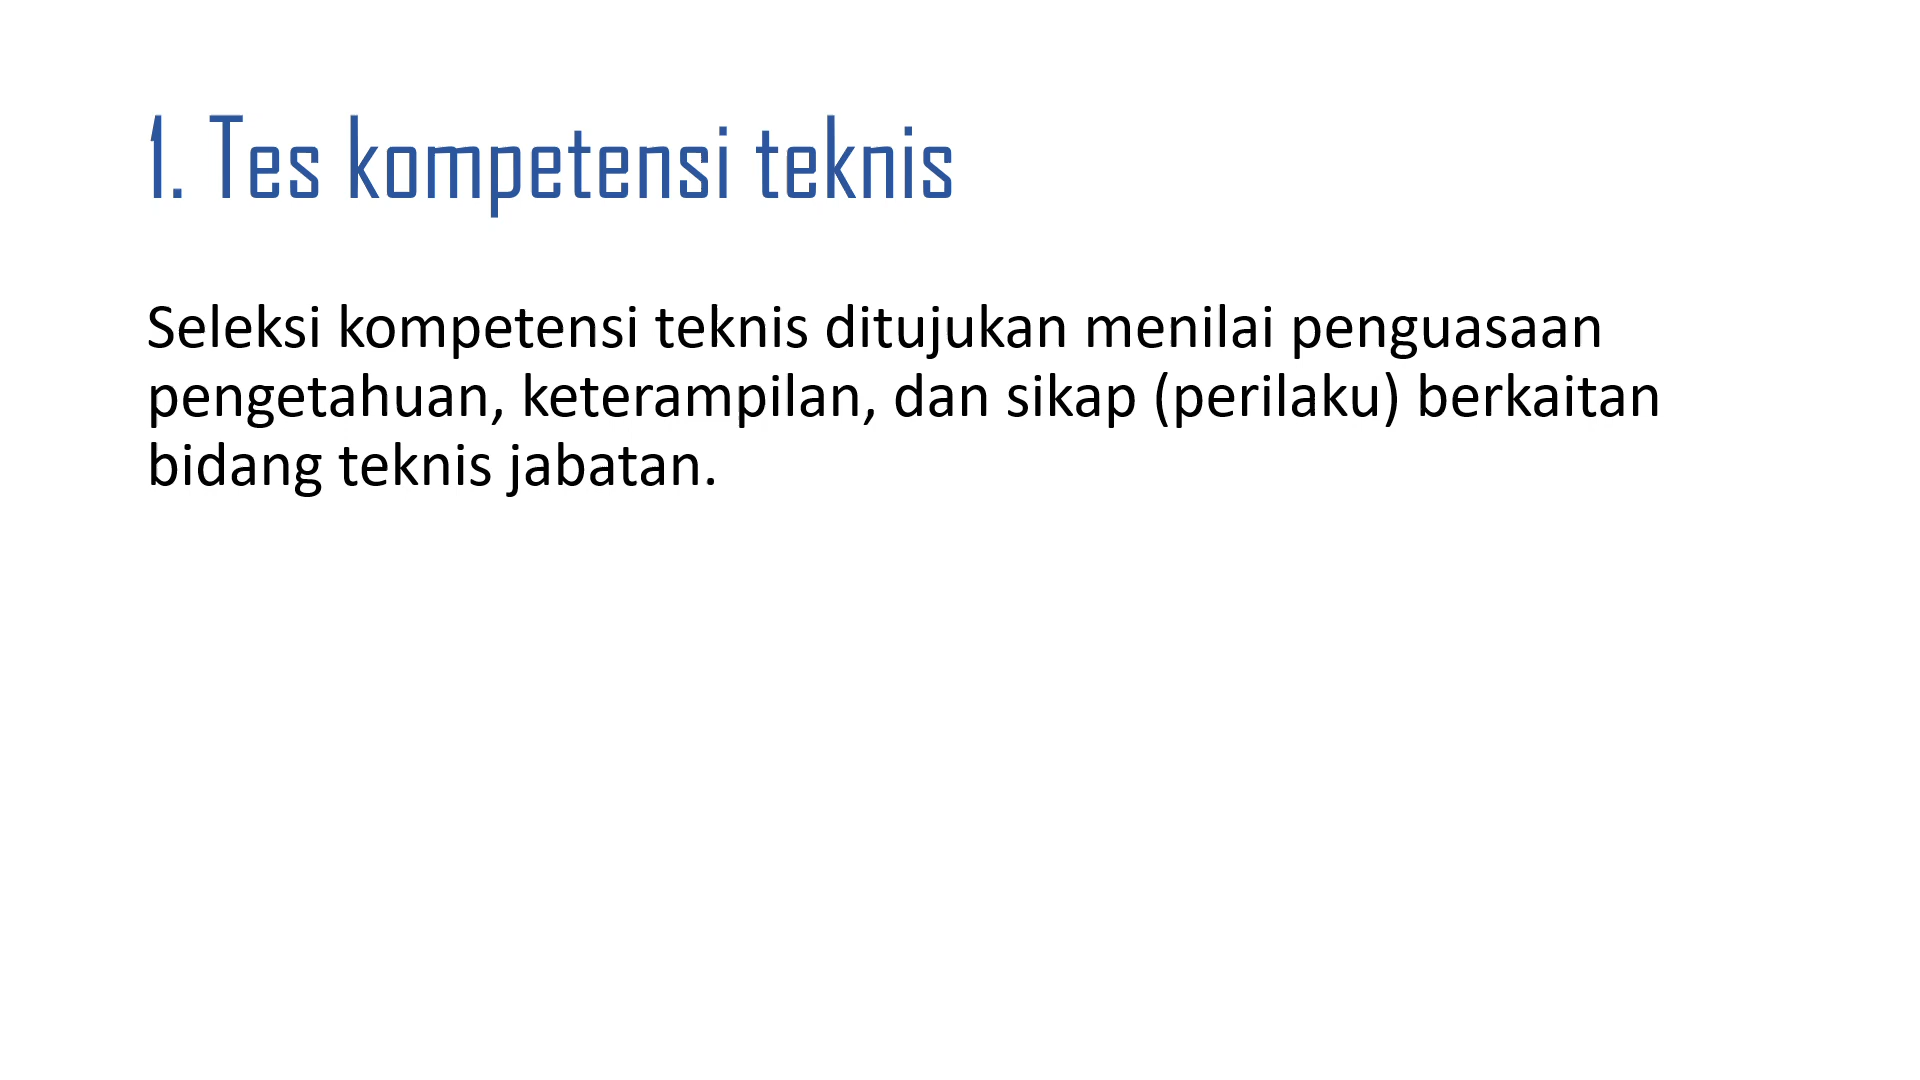 1. Tes kompetensi teknis
Seleksi kompetensi teknis ditujukan menilai penguasaan
pengetahuan, keterampilan, dan sikap (perilaku) berkaitan
bidang teknis jabatan.